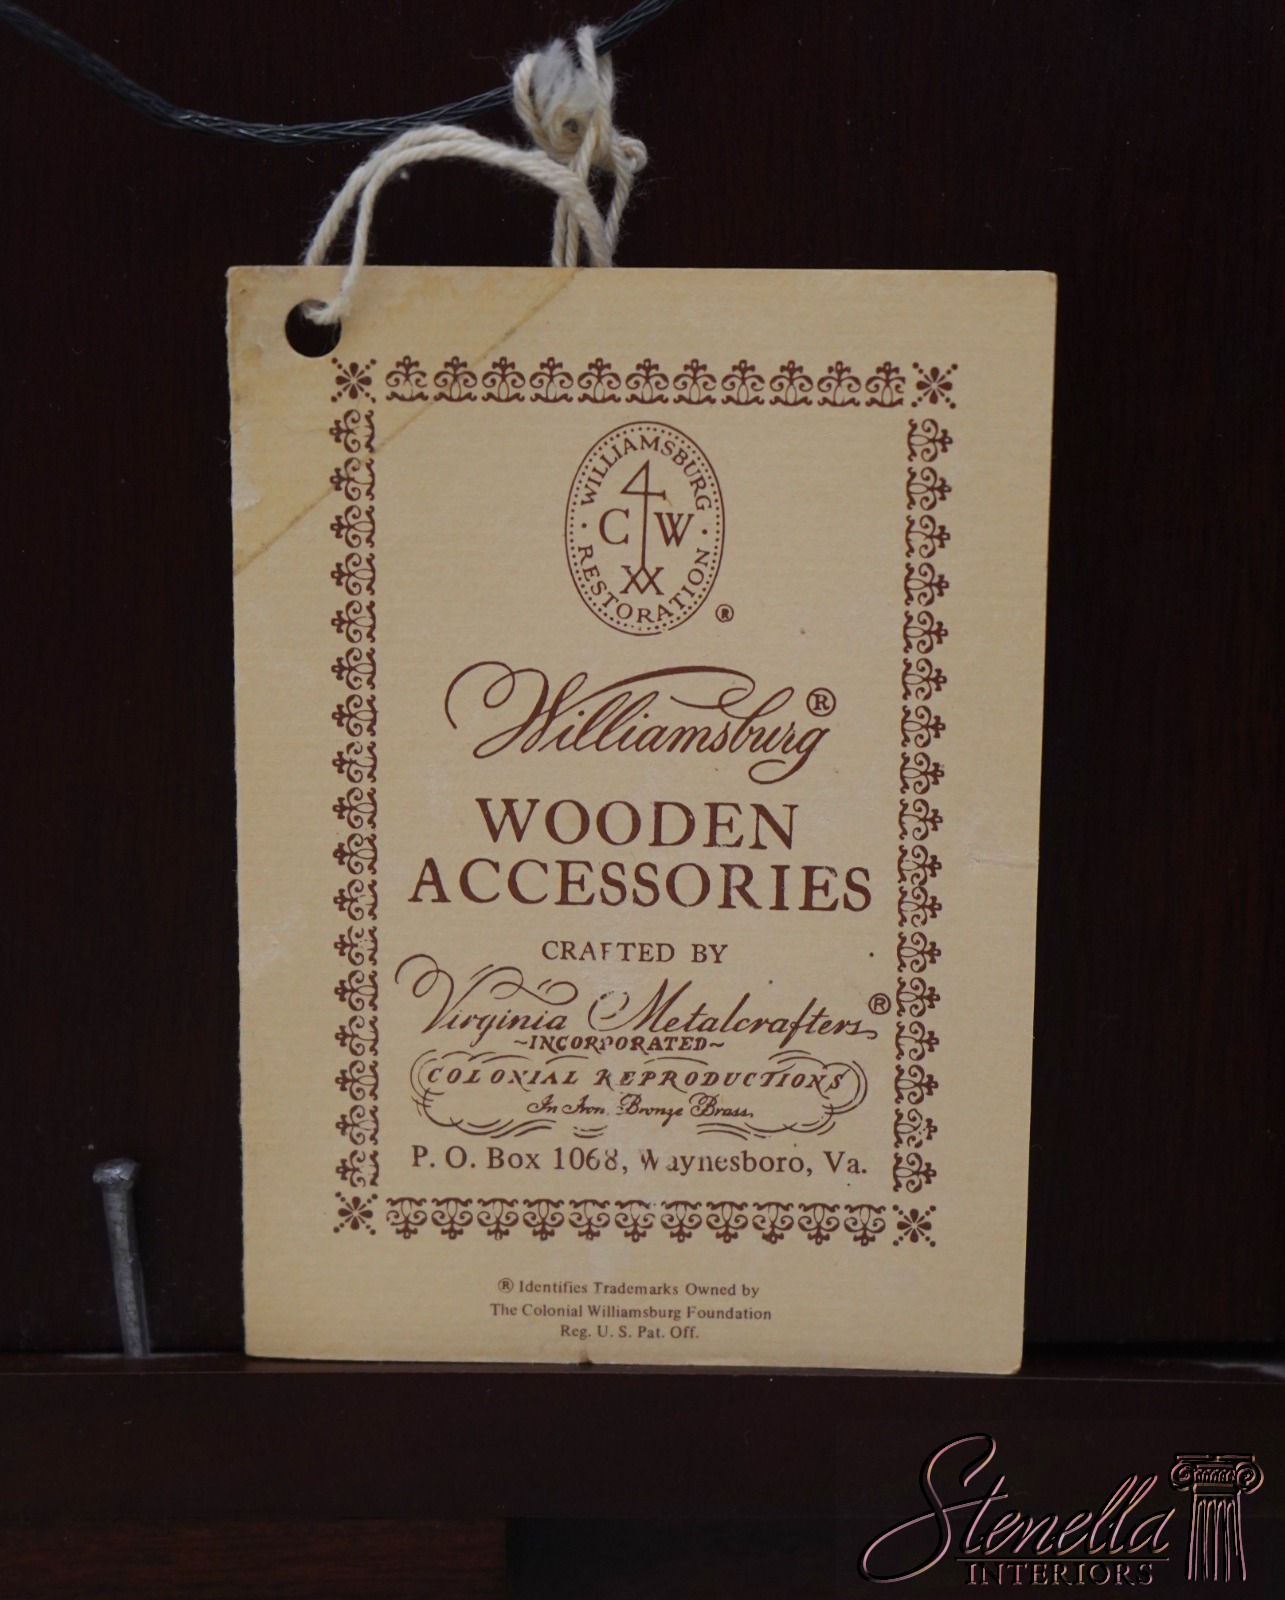 WILLIAMSBURG
C W
RESTORATION
®
Williamsburg®
WOODEN
ACCESSORIES
CRAFTED BY
Virginia Metalcrafters®
~INCORPORATED~
COLONIAL REPRODUCTIONS
In Iron Bronze Brass
P. O. Box 1068, Waynesboro, Va.
® Identifies Trademarks Owned by
The Colonial Williamsburg Foundation
Reg. U. S. Pat. Off.
Stenella
INTERIORS